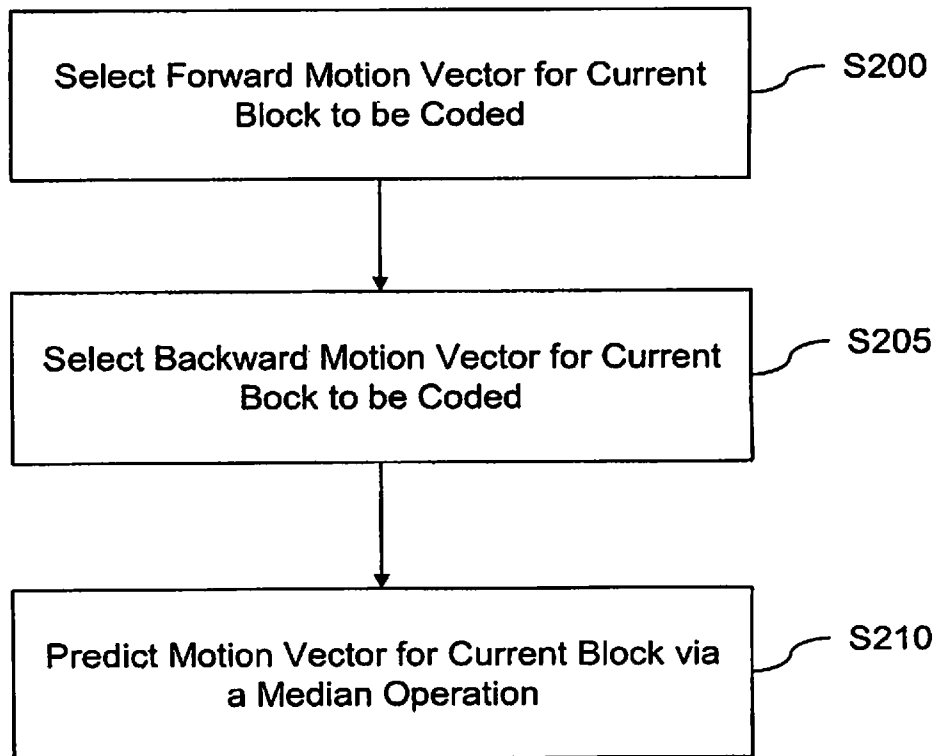 Select Forward Motion Vector for Current
Block to be Coded
S200
Select Backward Motion Vector for Current
Bock to be Coded
S205
Predict Motion Vector for Current Block via
a Median Operation
S210